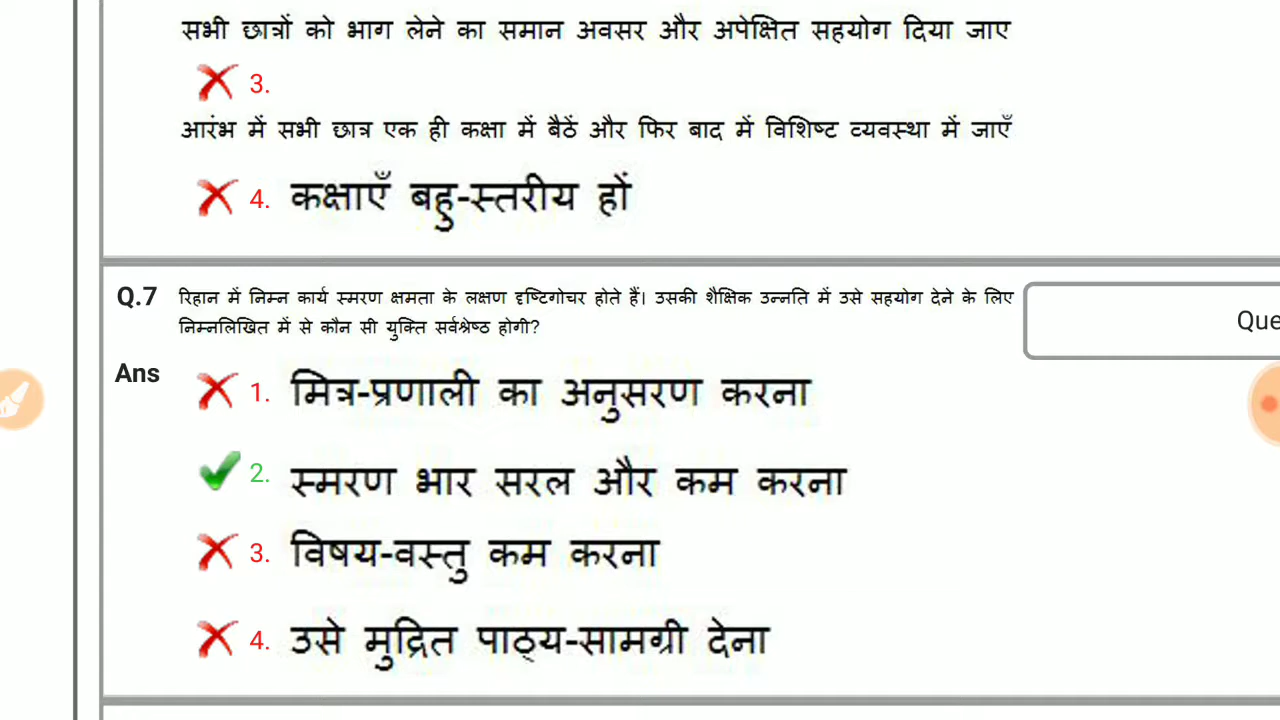 सभी छात्रों को भाग लेने का समान अवसर और अपेक्षित सहयोग दिया जाए
3.
आरंभ में सभी छात्र एक ही कक्षा में बैठें और फिर बाद में विशिष्ट व्यवस्था में जाएँ
4. कक्षाएँ बहु-स्तरीय हों
Q.7 रिहान में निम्न कार्य स्मरण क्षमता के लक्षण दृष्टिगोचर होते हैं। उसकी शैक्षिक उन्नति में उसे सहयोग देने के लिए
निम्नलिखित में से कौन सी युक्ति सर्वश्रेष्ठ होगी?
Que
Ans 1. मित्र-प्रणाली का अनुसरण करना
2. स्मरण भार सरल और कम करना
3. विषय-वस्तु कम करना
4. उसे मुद्रित पाठ्य-सामग्री देना